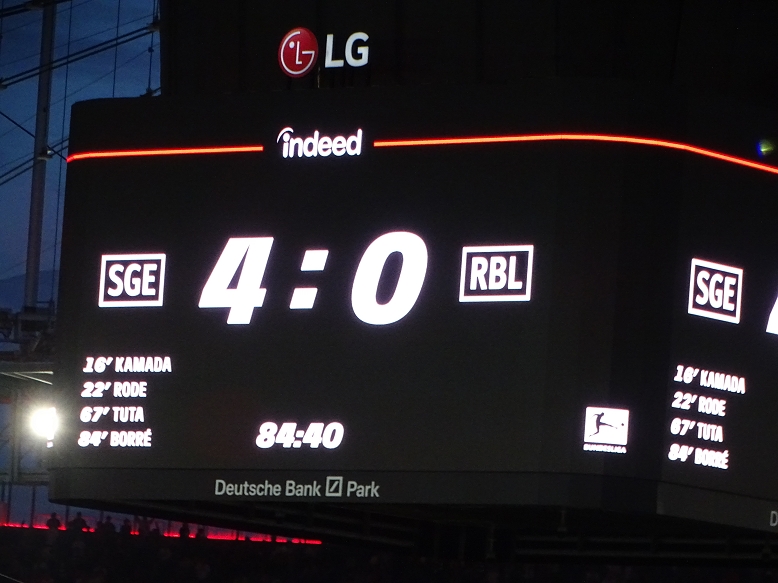 LG
indeed
SGE 4:0 RBL
16' KAMADA
22' RODE
67' TUTA
84' BORRÉ
84:40
BUNDESLIGA
Deutsche Bank Park
SGE
16' KAMADA
22' RODE
67' TUTA
84' BORRÉ
D